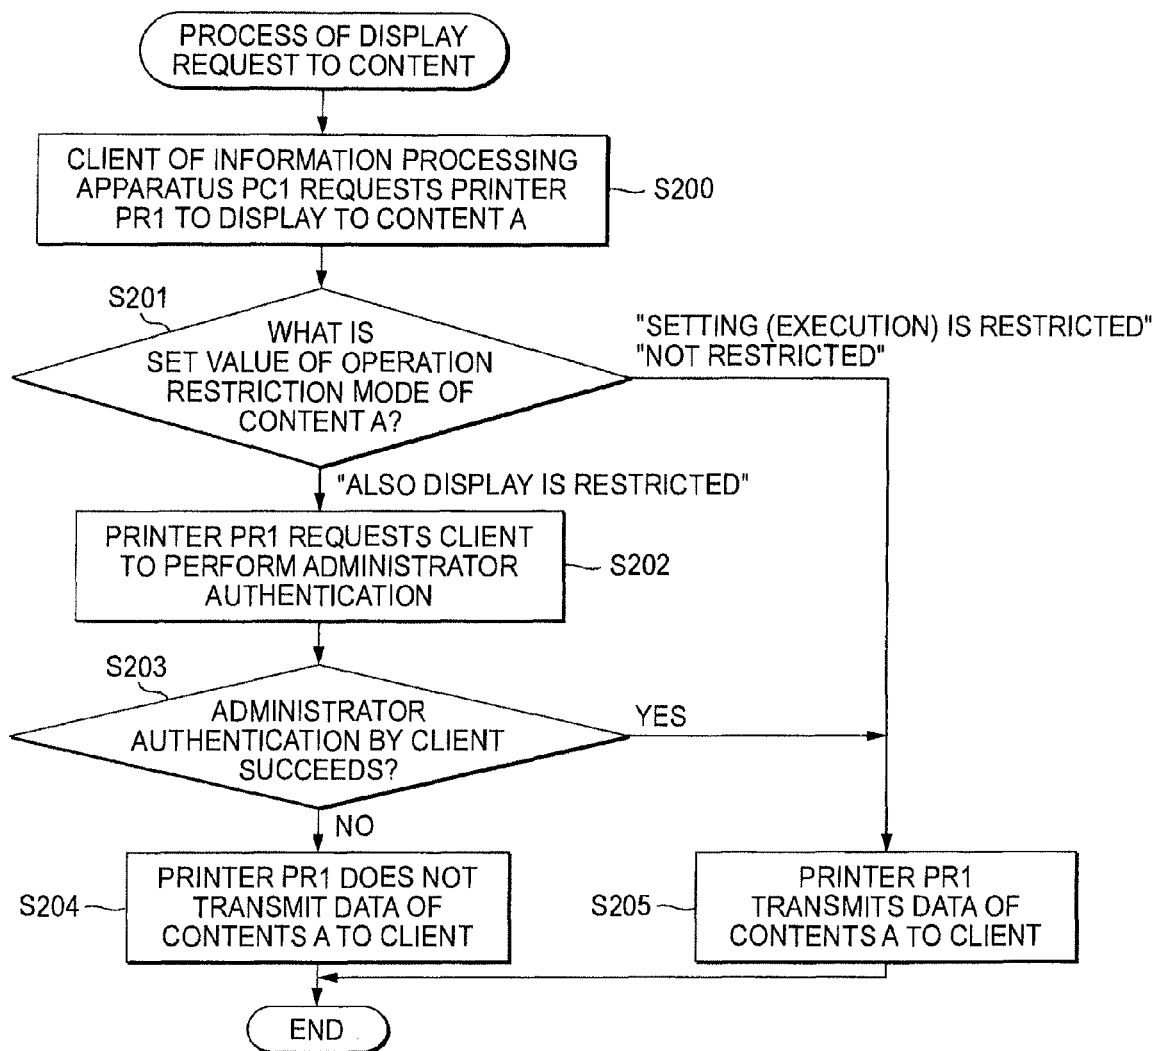 PROCESS OF DISPLAY
REQUEST TO CONTENT
CLIENT OF INFORMATION PROCESSING
APPARATUS PC1 REQUESTS PRINTER
PR1 TO DISPLAY TO CONTENT A
S200
S201
WHAT IS
SET VALUE OF OPERATION
RESTRICTION MODE OF
CONTENT A?
"SETTING (EXECUTION) IS RESTRICTED"
"NOT RESTRICTED"
"ALSO DISPLAY IS RESTRICTED"
PRINTER PR1 REQUESTS CLIENT
TO PERFORM ADMINISTRATOR
AUTHENTICATION
S202
S203
ADMINISTRATOR
AUTHENTICATION BY CLIENT
SUCCEEDS?
YES
NO
S204
PRINTER PR1 DOES NOT
TRANSMIT DATA OF
CONTENTS A TO CLIENT
S205
PRINTER PR1
TRANSMITS DATA OF
CONTENTS A TO CLIENT
END